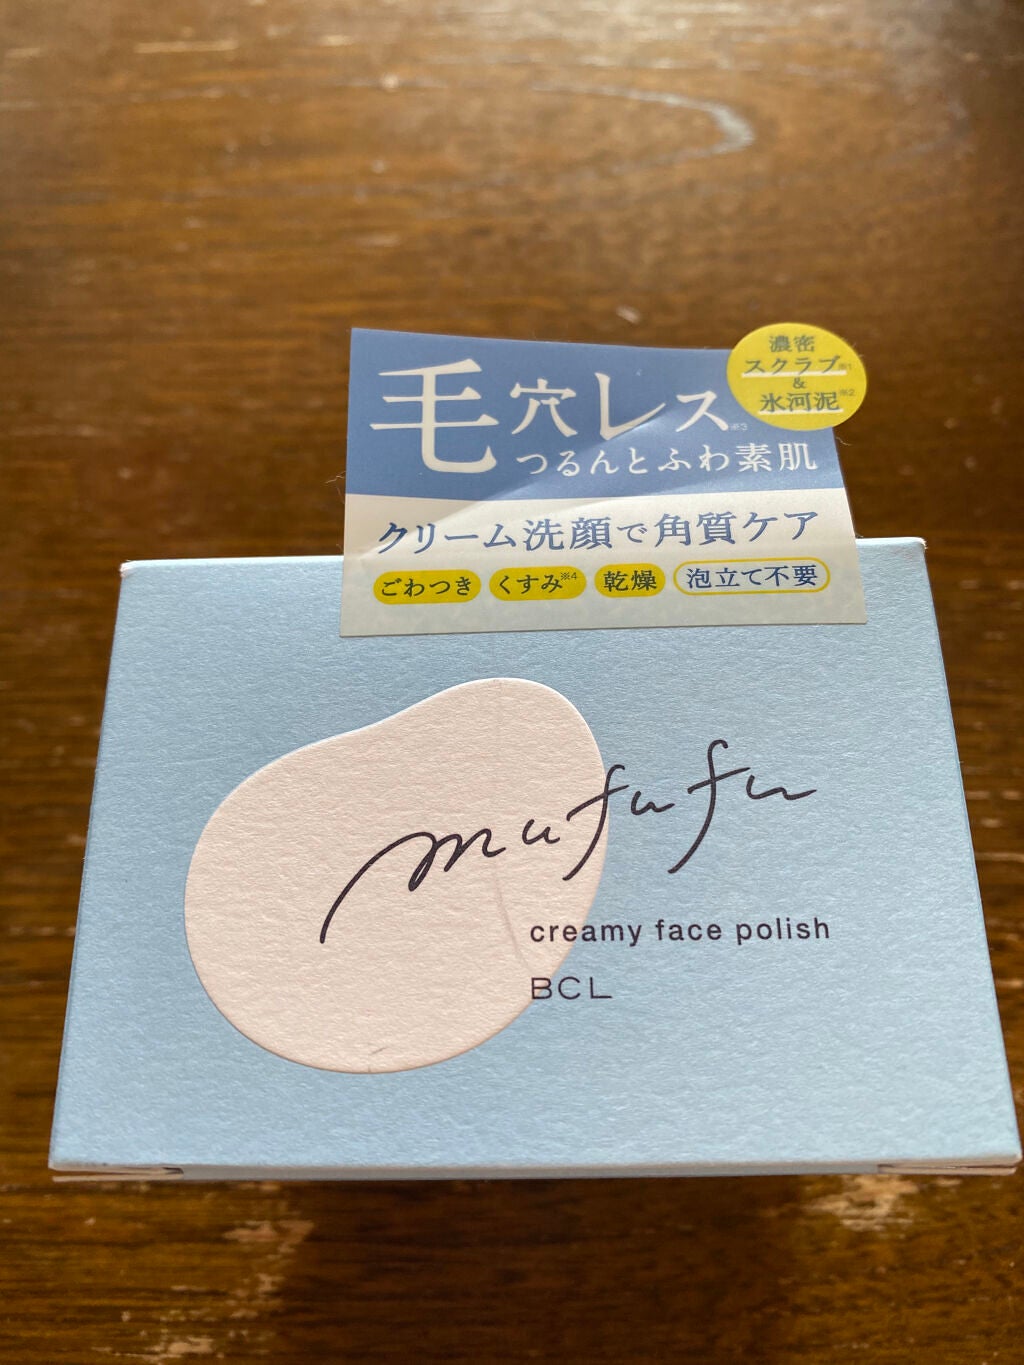 濃密
スクラブ※1
&
氷河泥※2
毛穴レス※3
つるんとふわ素肌
クリーム洗顔で角質ケア
ごわつき くすみ※4 乾燥 泡立て不要
mufufu
creamy face polish
BCL